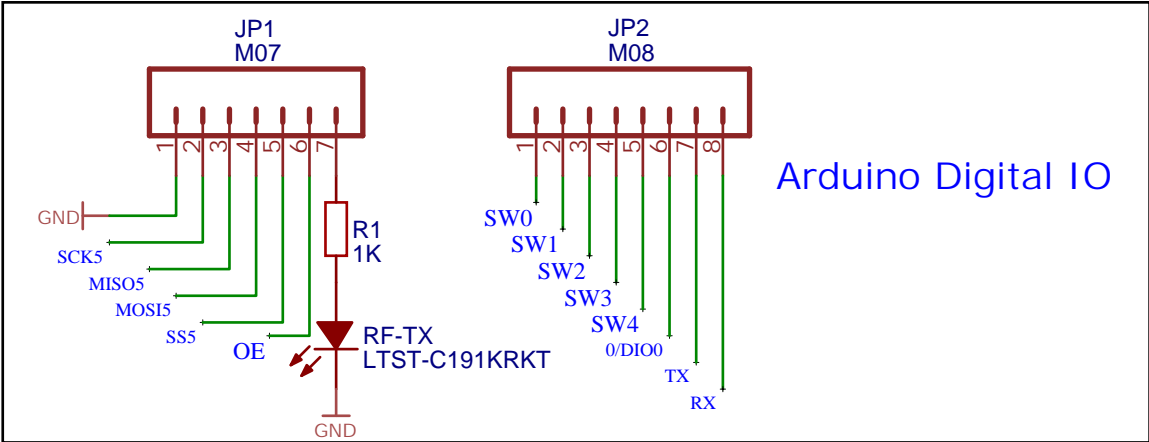 JP1
M07
1 2 3 4 5 6 7
GND
SCK5
MISO5
MOSI5
SS5
OE
R1
1K
RF-TX
LTST-C191KRKT
GND
JP2
M08
1 2 3 4 5 6 7 8
SW0
SW1
SW2
SW3
SW4
0/DIO0
TX
RX
Arduino Digital IO